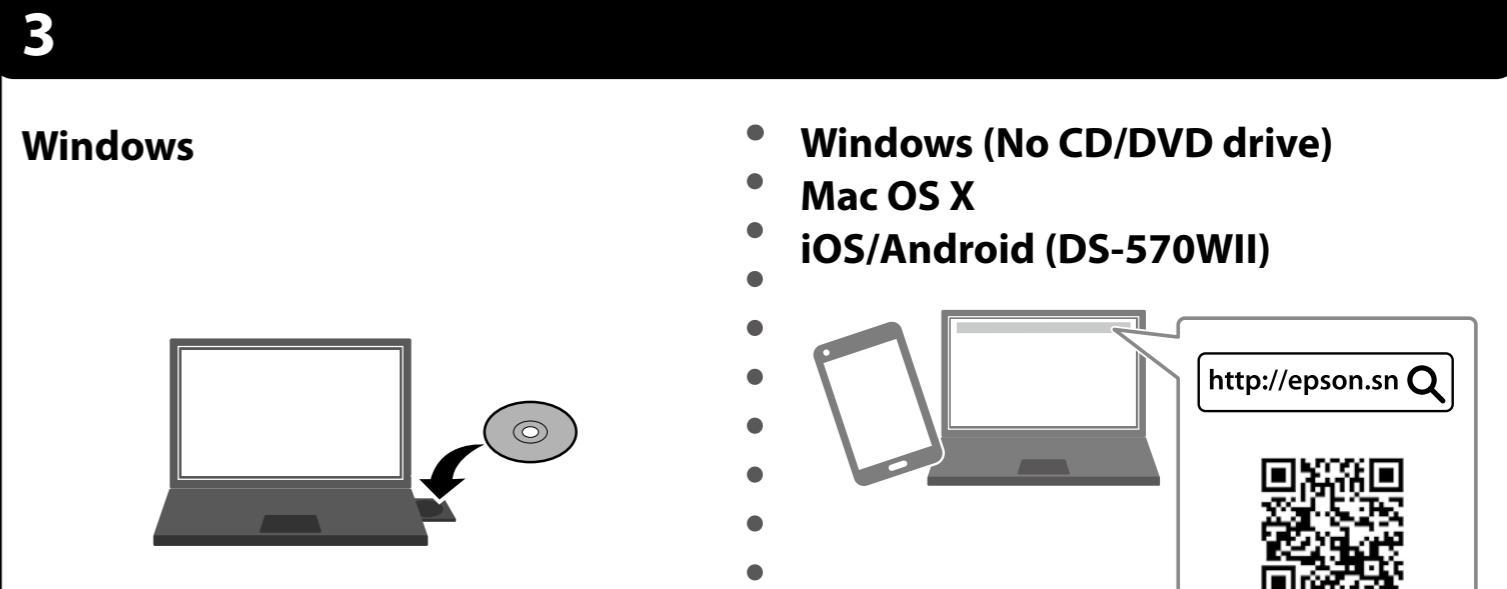 3
Windows
Windows (No CD/DVD drive)
Mac OS X
iOS/Android (DS-570WII)
http://epson.sn